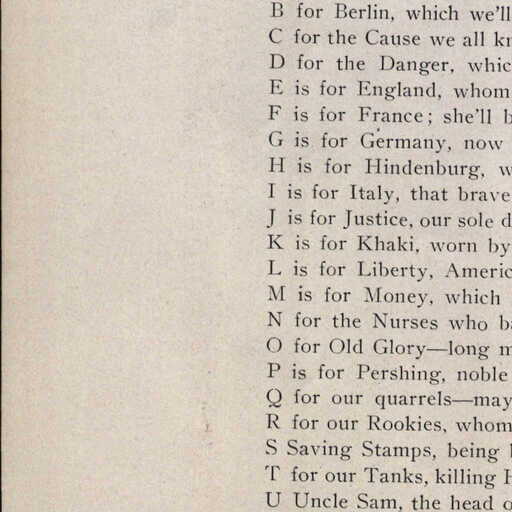 B for Berlin, which we'll
C for the Cause we all
D for the Danger,
E is for England, whom
F is for France; she'll
G is for Germany, now
H is for Hindenburg,
I is for Italy, that brave
J is for Justice, our sole
K is for Khaki, worn by
L is for Liberty,
M is for Money, which
N for the Nurses who
O for Old Glory—long
P is for Pershing, noble
Q for our quarrels—may
R for our Rookies, whom
S Saving Stamps, being
T for our Tanks, killing
U Uncle Sam, the head